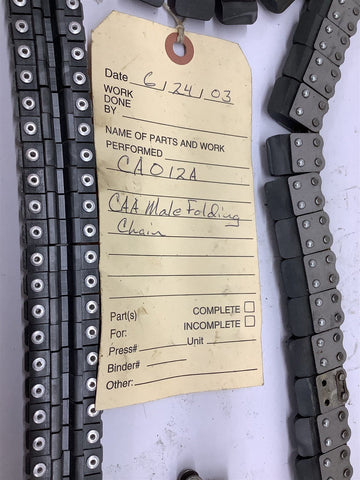 Date 6/24/03
WORK
DONE
BY
NAME OF PARTS AND WORK
PERFORMED
CA012A
CAA Male Folding
Chain
Part(s) COMPLETE
For: INCOMPLETE
Press# Unit
Binder#
Other: